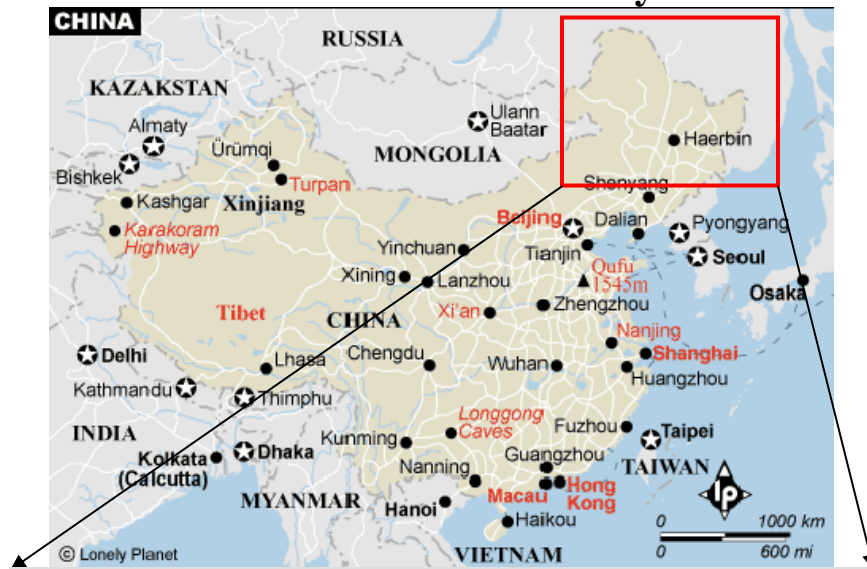 CHINA
RUSSIA
KAZAKSTAN
Almaty
Ulann
Baatar
Haerbin
Ürümqi
MONGOLIA
Bishkek
Turpan
Shenyang
Kashgar
Xinjiang
Beijing
Dalian
Pyongyang
Karakoram
Highway
Yinchuan
Tianjin
Seoul
Xining
Lanzhou
Qufu
1545m
Osaka
Tibet
CHINA
Xi'an
Zhengzhou
Nanjing
Delhi
Lhasa
Chengdu
Wuhan
Shanghai
Huangzhou
Kathmandu
Thimphu
Longgong
Caves
Fuzhou
Taipei
INDIA
Kunming
Kolkata
(Calcutta)
Dhaka
Guangzhou
Nanning
TAIWAN
MYANMAR
Hanoi
Macau
Hong
Kong
lp
Haikou
0 1000 km
0 600 mi
© Lonely Planet
VIETNAM